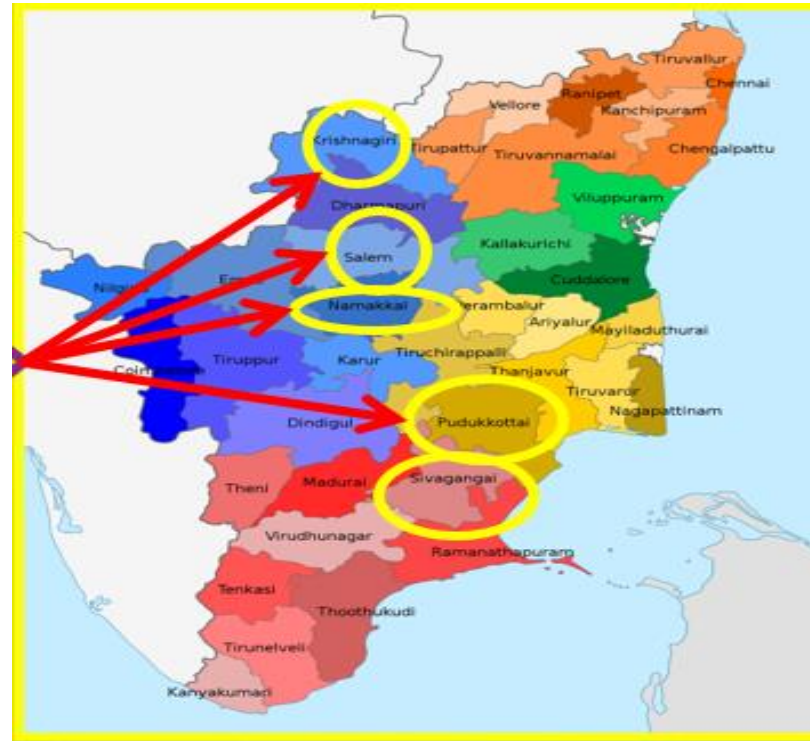 Tiruvallur
Chennai
Ranipet
Vellore
Kanchipuram
Krishnagiri
Tirupattur
Tiruvannamalai
Chengalpattu
Dharmapuri
Viluppuram
Kallakurichi
Salem
Cuddalore
Namakkal
Perambalur
Ariyalur
Mayiladuthurai
Tiruppur
Karur
Tiruchirappalli
Thanjavur
Tiruvarur
Nagapattinam
Dindigul
Pudukkottai
Theni
Madurai
Sivagangai
Virudhunagar
Ramanathapuram
Tenkasi
Thoothukudi
Tirunelveli
Kanyakumari